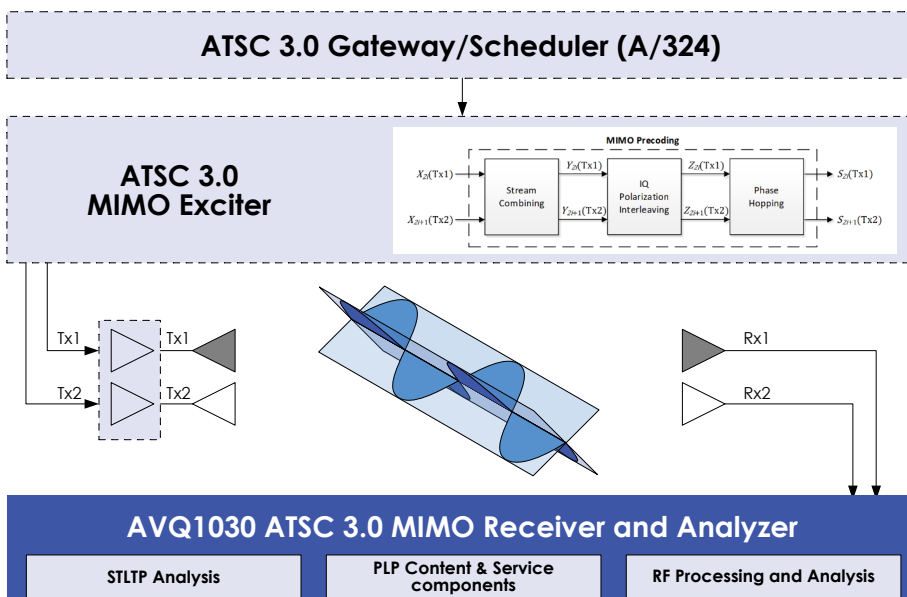 ATSC 3.0 Gateway/Scheduler (A/324)
ATSC 3.0
MIMO Exciter
MIMO Precoding
X2i(Tx1)
X2i+1(Tx2)
Stream
Combining
Y2i(Tx1)
Y2i+1(Tx2)
IQ
Polarization
Interleaving
Z2i(Tx1)
Z2i+1(Tx2)
Phase
Hopping
S2i(Tx1)
S2i+1(Tx2)
Tx1
Tx1
Tx2
Tx2
Rx1
Rx2
AVQ1030 ATSC 3.0 MIMO Receiver and Analyzer
STLTP Analysis
PLP Content & Service
components
RF Processing and Analysis